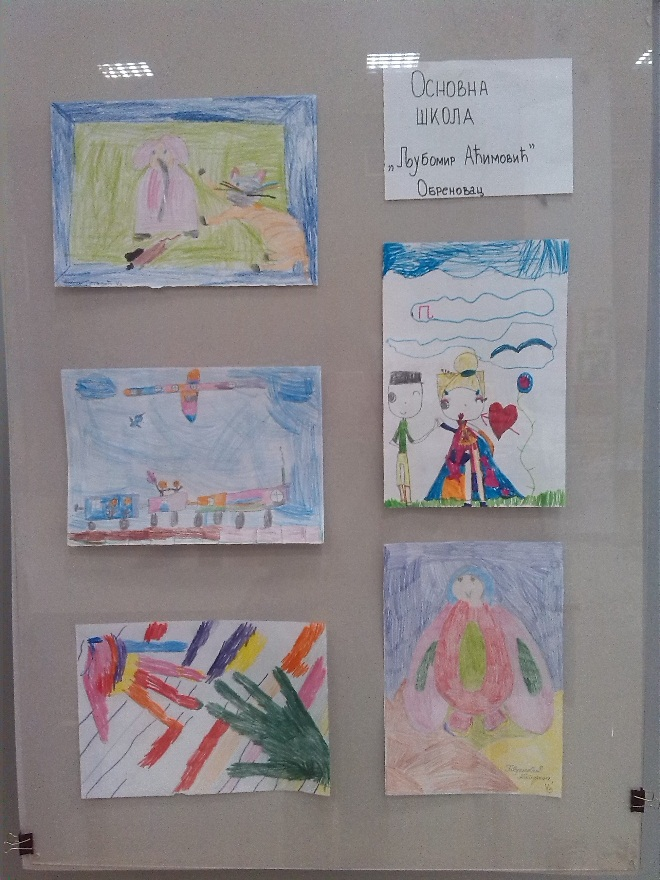 Основна
школа
„Љубомир Аћимовић"
Обреновац
П.